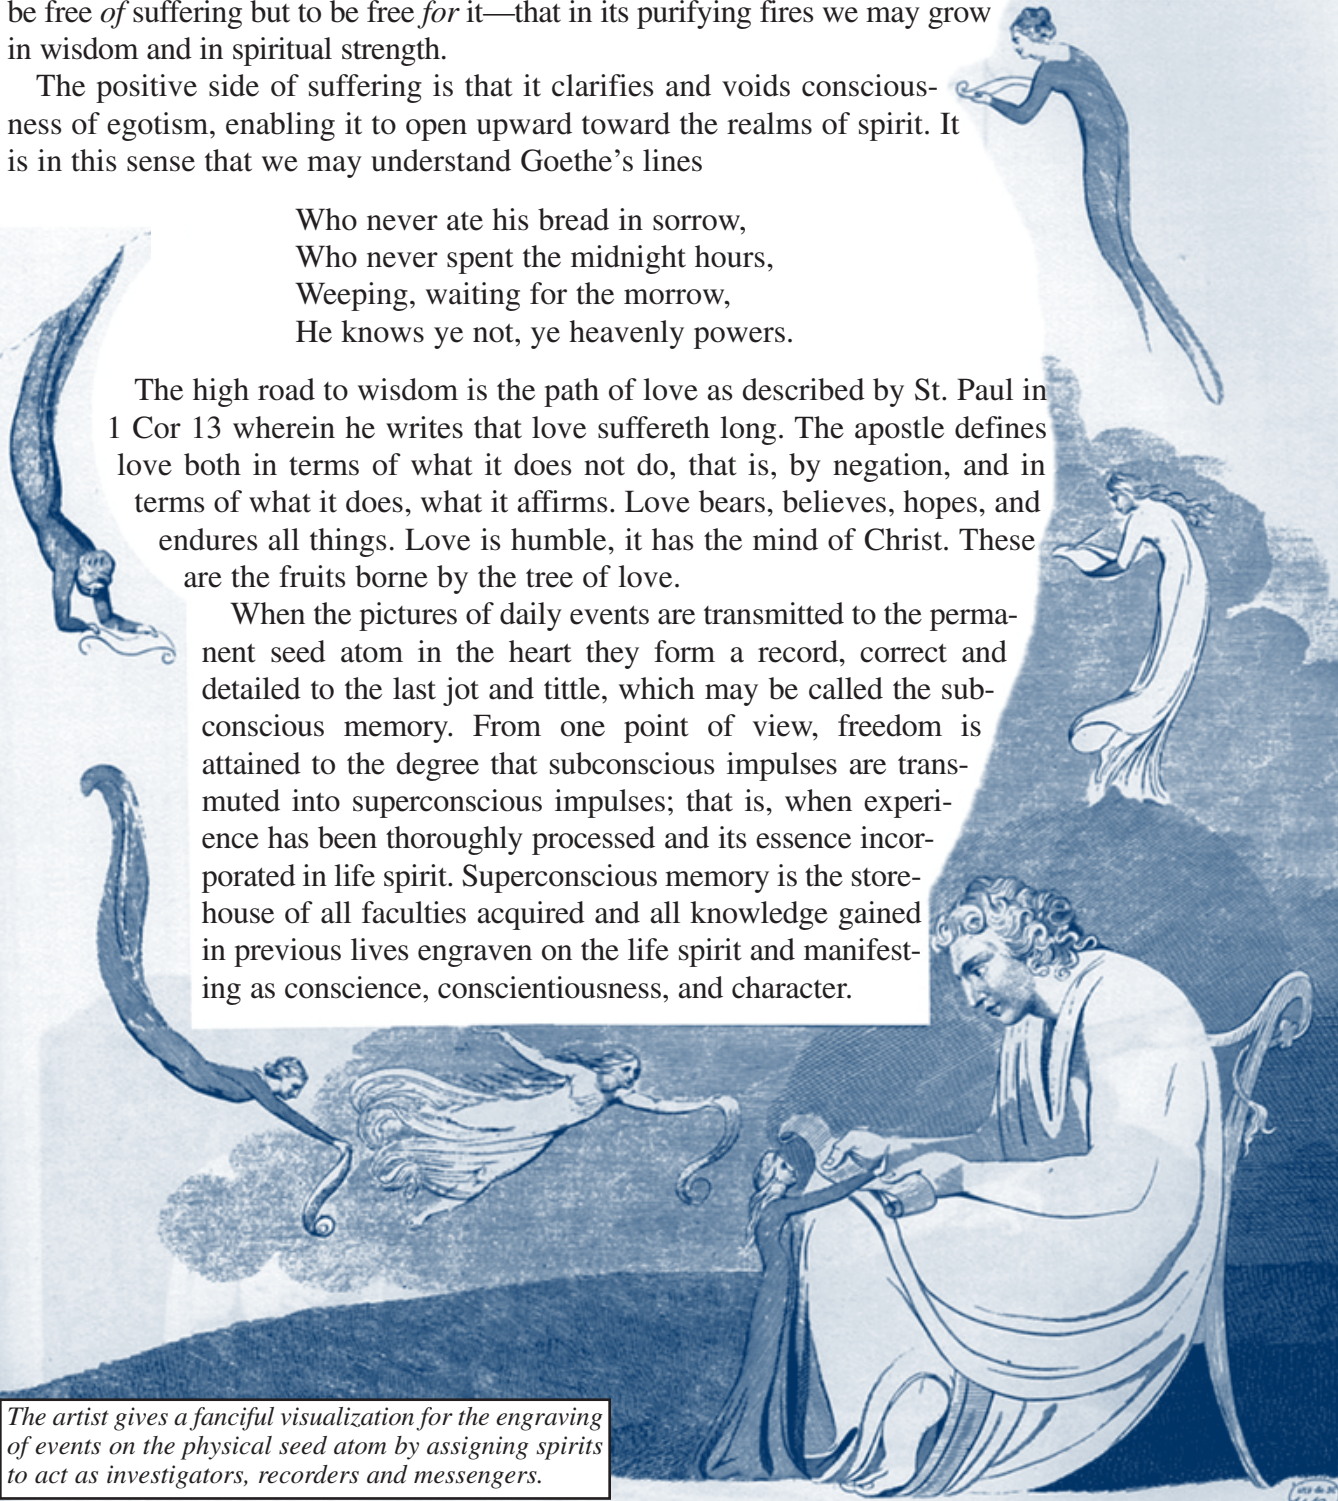 be free of suffering but to be free for it—that in its purifying fires we may grow
in wisdom and in spiritual strength.
The positive side of suffering is that it clarifies and voids conscious-
ness of egotism, enabling it to open upward toward the realms of spirit. It
is in this sense that we may understand Goethe’s lines
Who never ate his bread in sorrow,
Who never spent the midnight hours,
Weeping, waiting for the morrow,
He knows ye not, ye heavenly powers.
The high road to wisdom is the path of love as described by St. Paul in
1 Cor 13 wherein he writes that love suffereth long. The apostle defines
love both in terms of what it does not do, that is, by negation, and in
terms of what it does, what it affirms. Love bears, believes, hopes, and
endures all things. Love is humble, it has the mind of Christ. These
are the fruits borne by the tree of love.
When the pictures of daily events are transmitted to the perma-
nent seed atom in the heart they form a record, correct and
detailed to the last jot and tittle, which may be called the sub-
conscious memory. From one point of view, freedom is
attained to the degree that subconscious impulses are trans-
muted into superconscious impulses; that is, when experi-
ence has been thoroughly processed and its essence incor-
porated in life spirit. Superconscious memory is the store-
house of all faculties acquired and all knowledge gained
in previous lives engraven on the life spirit and manifest-
ing as conscience, conscientiousness, and character.
The artist gives a fanciful visualization for the engraving
of events on the physical seed atom by assigning spirits
to act as investigators, recorders and messengers.